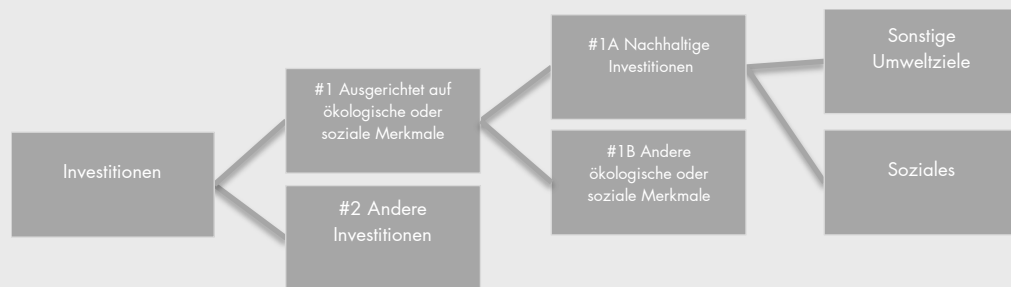 Investitionen
#1 Ausgerichtet auf
ökologische oder
soziale Merkmale
#2 Andere
Investitionen
#1A Nachhaltige
Investitionen
#1B Andere
ökologische oder
soziale Merkmale
Sonstige
Umweltziele
Soziales